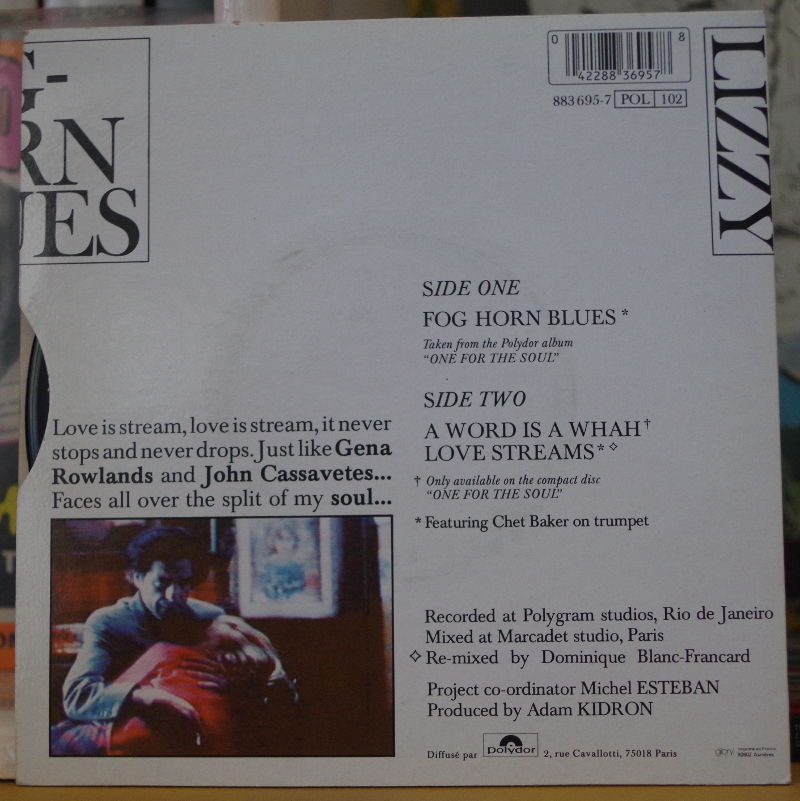 G-
RN
UES
0 42288 36957 8
883 695-7 POL 102
LIZZY
SIDE ONE
FOG HORN BLUES *
Taken from the Polydor album
“ONE FOR THE SOUL”
SIDE TWO
A WORD IS A WHAH †
LOVE STREAMS * ✧
† Only available on the compact disc
“ONE FOR THE SOUL”
* Featuring Chet Baker on trumpet
Love is stream, love is stream, it never
stops and never drops. Just like Gena
Rowlands and John Cassavetes...
Faces all over the split of my soul...
Recorded at Polygram studios, Rio de Janeiro
Mixed at Marcadet studio, Paris
✧ Re-mixed by Dominique Blanc-Francard
Project co-ordinator Michel ESTEBAN
Produced by Adam KIDRON
Diffusé par polydor 2, rue Cavallotti, 75018 Paris
glory